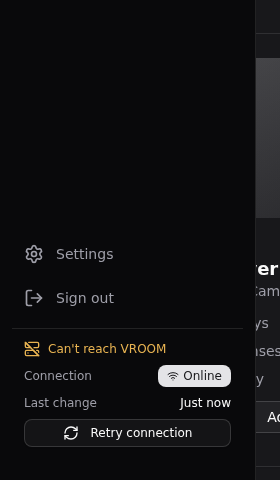 Settings
Sign out
Can't reach VROOM
Connection Online
Last change Just now
Retry connection